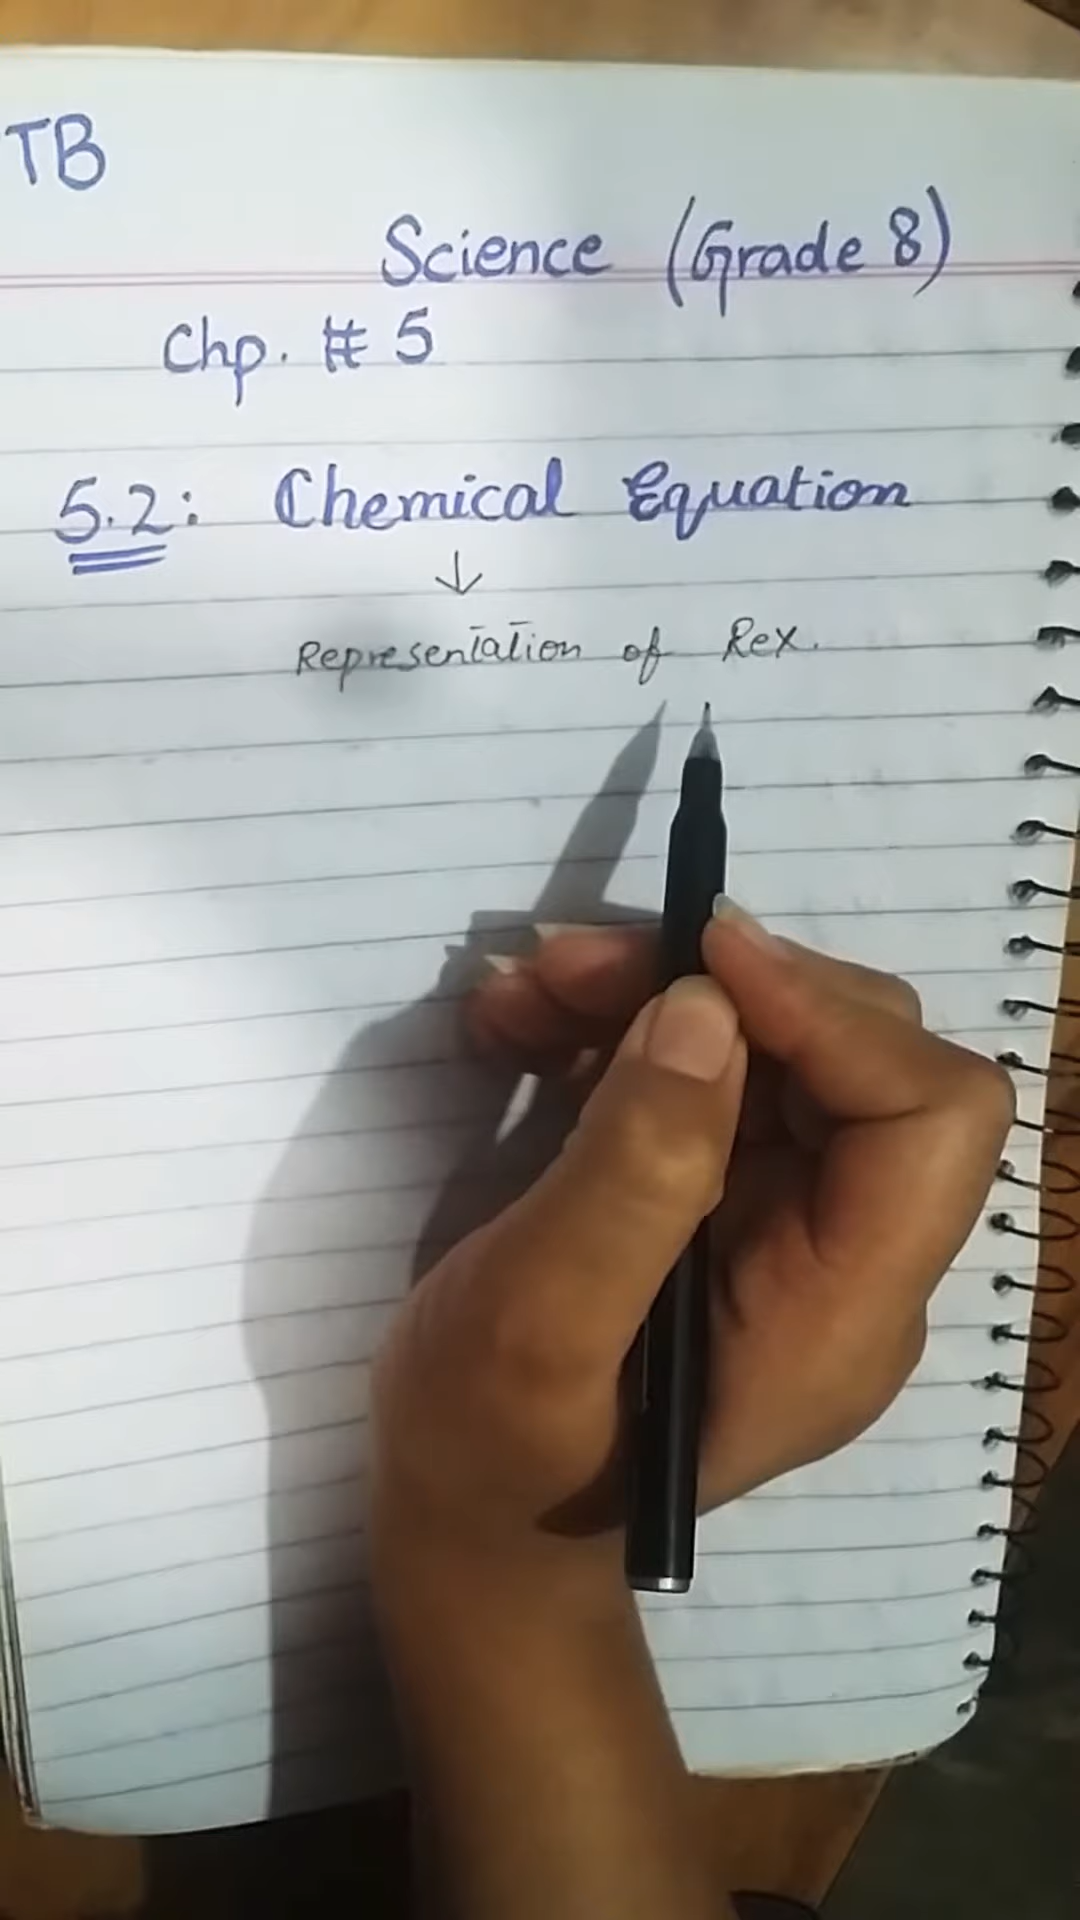 TB
Science (Grade 8)
Chp. # 5
5.2: Chemical Equation
↓
Representation of Rex.